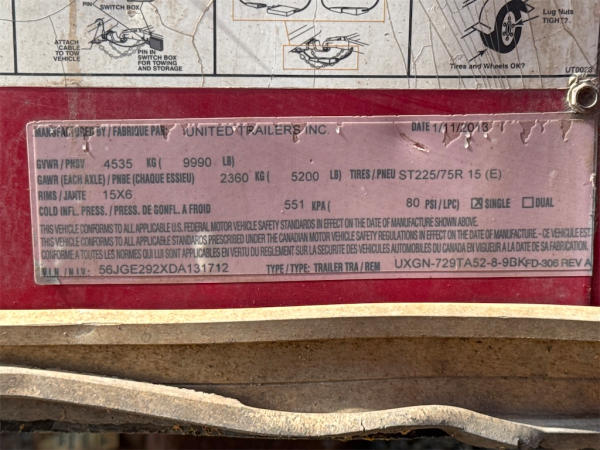 PIN IN
SWITCH BOX
ATTACH
CABLE
TO TOW
VEHICLE
PIN IN
SWITCH BOX
FOR TOWING
AND STORAGE
Lug Nuts
TIGHT?
Tires and Wheels OK?
MANUFACTURED BY / FABRIQUE PAR: UNITED TRAILERS INC. DATE 1/11/2013
GVWR / PNBV 4535 KG ( 9990 LB)
GAWR (EACH AXLE) / PNBE (CHAQUE ESSIEU) 2360 KG ( 5200 LB) TIRES / PNEU ST225/75R 15 (E)
RIMS / JANTE 15X6
COLD INFL. PRESS. / PRESS. DE GONFL. A FROID 551 KPA ( 80 PSI / LPC) ☒ SINGLE ☐ DUAL
THIS VEHICLE CONFORMS TO ALL APPLICABLE U.S. FEDERAL MOTOR VEHICLE SAFETY STANDARDS IN EFFECT ON THE DATE OF MANUFACTURE SHOWN ABOVE.
THIS VEHICLE CONFORMS TO ALL APPLICABLE STANDARDS PRESCRIBED UNDER THE CANADIAN MOTOR VEHICLE SAFETY REGULATIONS IN EFFECT ON THE DATE OF MANUFACTURE - CE VEHICULE EST
CONFORME A TOUTES LES NORMES QUI LUI SONT APPLICABLES EN VERTU DU REGLEMENT SUR LA SECURITE DES VEHICULES AUTOMOBILES DU CANADA EN VIGUEUR A LA DATE DE SA FABRICATION.
V.I.N. / N.I.V.: 56JGE292XDA131712 TYPE / TYPE: TRAILER TRA / REM UXGN-729TA52-8-9BK FD-306 REV A